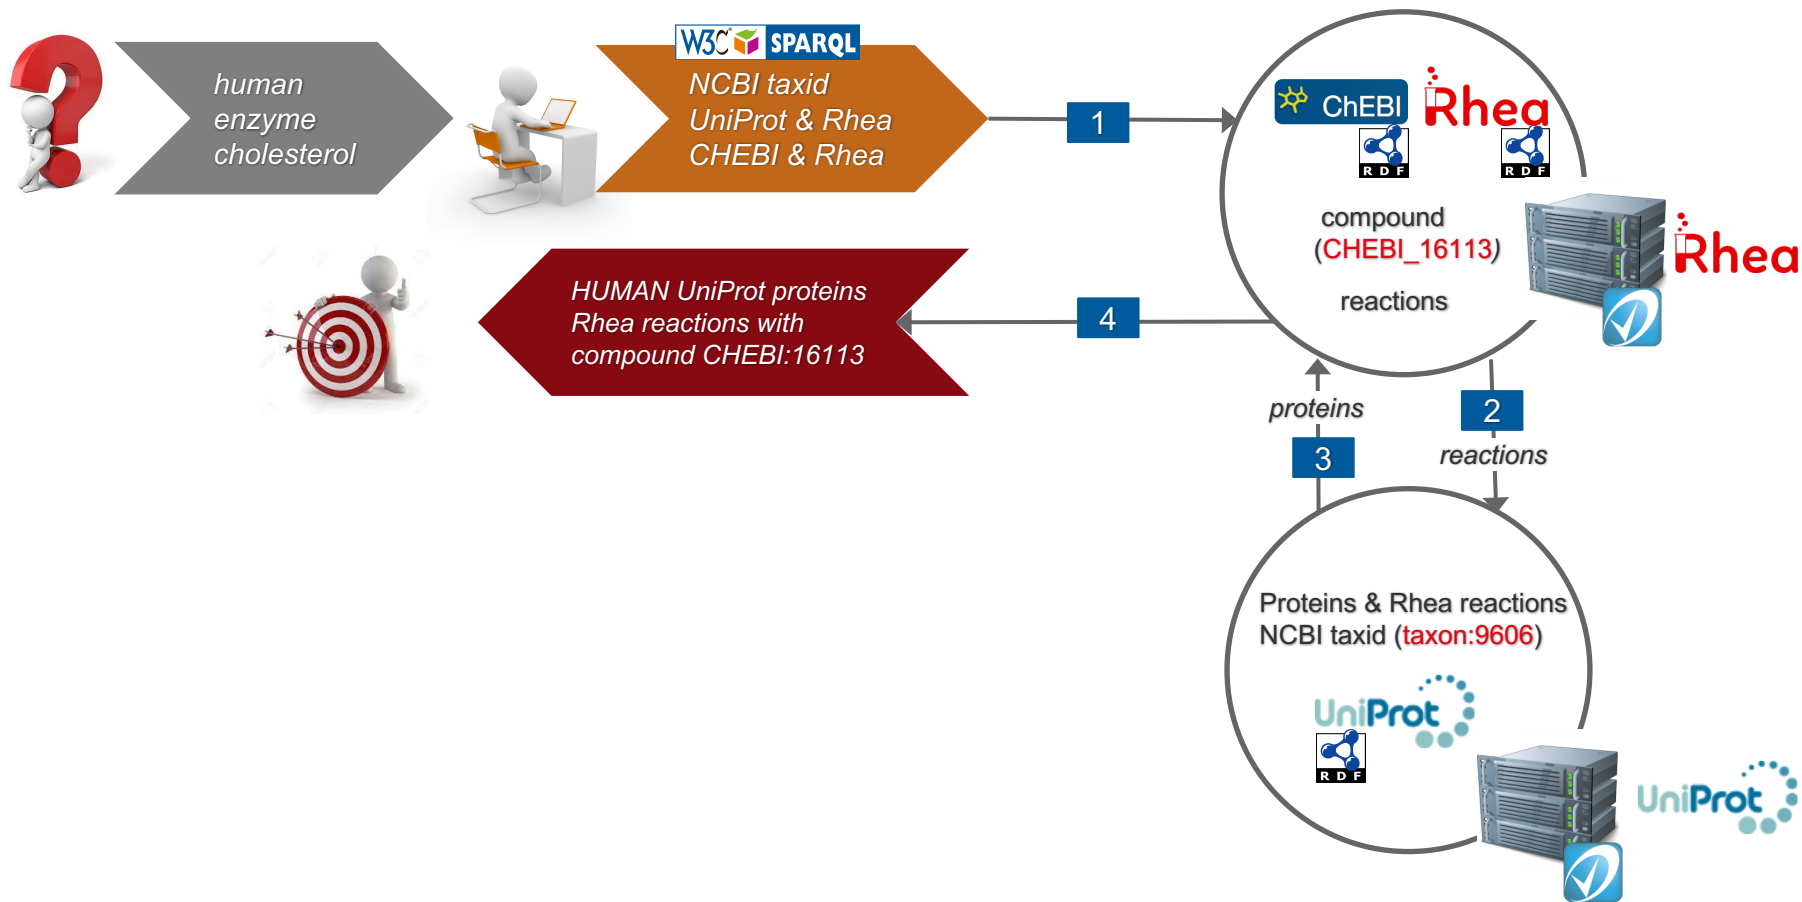 human
enzyme
cholesterol
W3C® SPARQL
NCBI taxid
UniProt & Rhea
CHEBI & Rhea
1
ChEBI Rhea
RDF RDF
compound
(CHEBI_16113)
reactions
Rhea
HUMAN UniProt proteins
Rhea reactions with
compound CHEBI:16113
4
proteins
3
2
reactions
Proteins & Rhea reactions
NCBI taxid (taxon:9606)
UniProt
RDF
UniProt